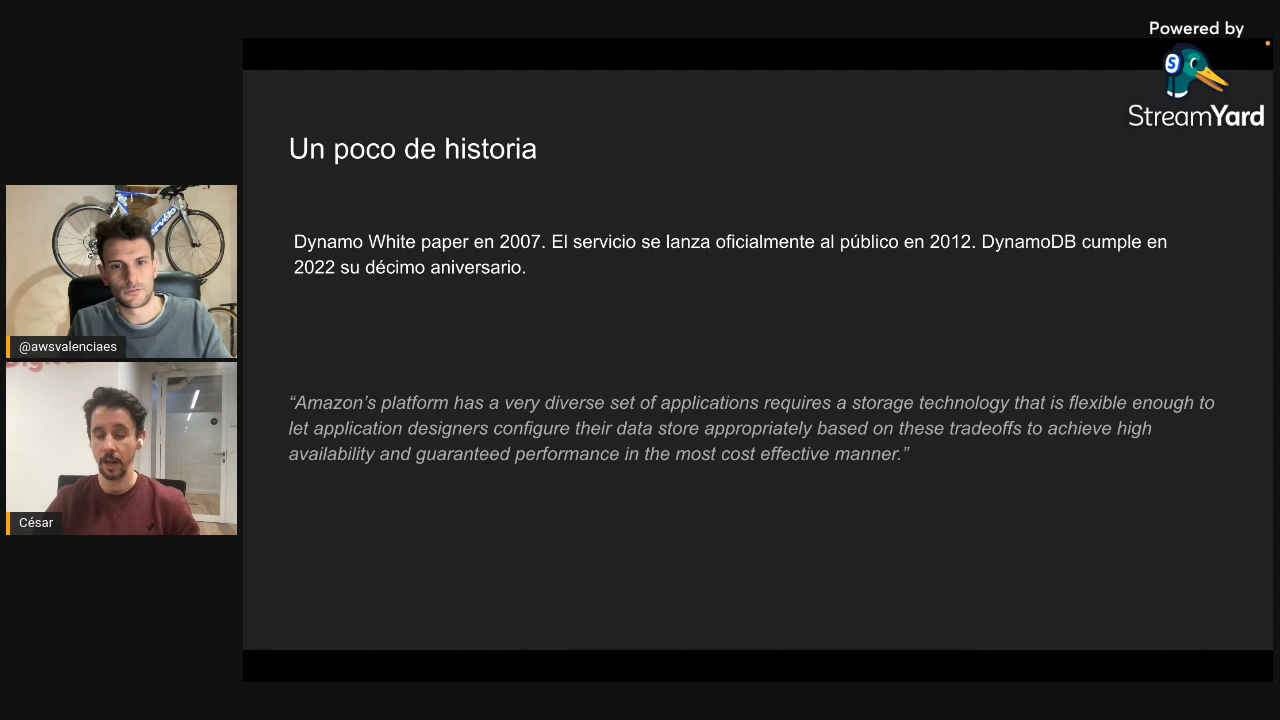 Powered by
StreamYard
Un poco de historia
Dynamo White paper en 2007. El servicio se lanza oficialmente al público en 2012. DynamoDB cumple en
2022 su décimo aniversario.
“Amazon’s platform has a very diverse set of applications requires a storage technology that is flexible enough to
let application designers configure their data store appropriately based on these tradeoffs to achieve high
availability and guaranteed performance in the most cost effective manner.”
@awsvalenciaes
César